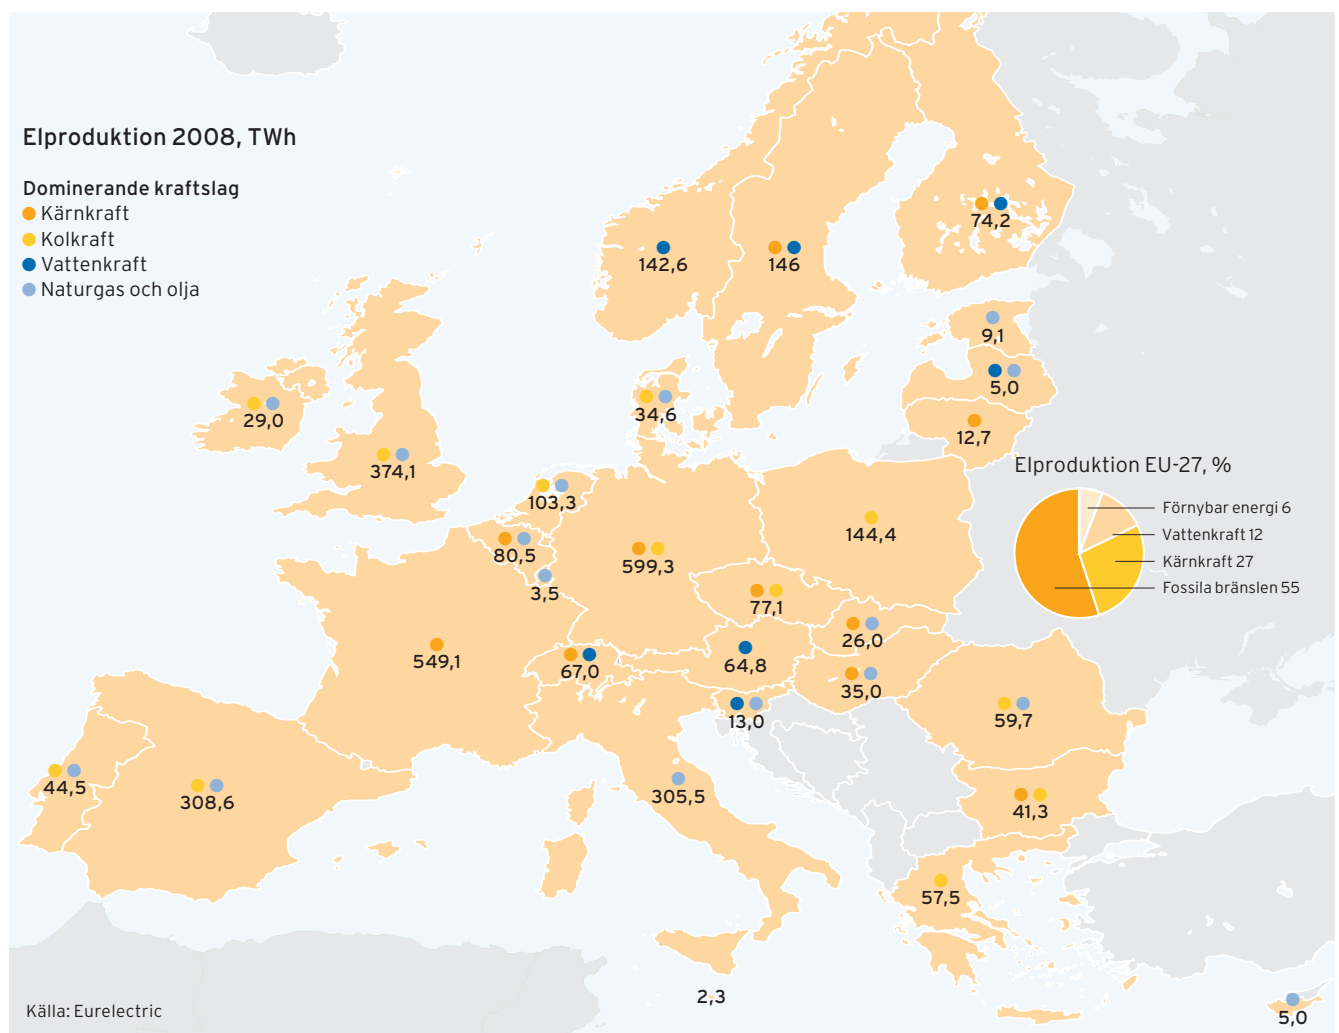 Elproduktion 2008, TWh
Dominerande kraftslag
Kärnkraft
Kolkraft
Vattenkraft
Naturgas och olja
74,2
142,6
146
9,1
5,0
29,0
34,6
12,7
374,1
103,3
144,4
80,5
599,3
3,5
77,1
26,0
549,1
67,0
64,8
35,0
13,0
59,7
44,5
308,6
305,5
41,3
57,5
2,3
5,0
Elproduktion EU-27, %
Förnybar energi 6
Vattenkraft 12
Kärnkraft 27
Fossila bränslen 55
Källa: Eurelectric